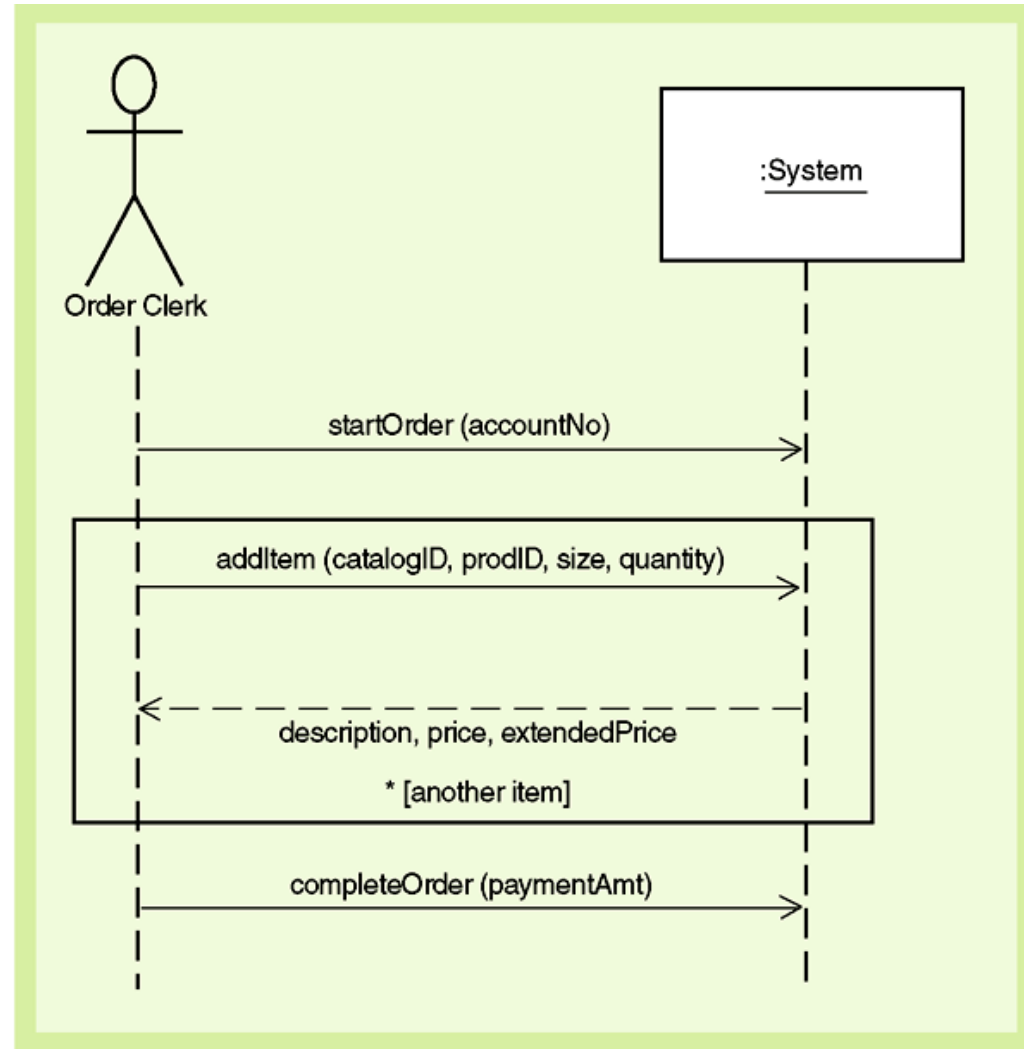 :System
Order Clerk
startOrder (accountNo)
addItem (catalogID, prodID, size, quantity)
description, price, extendedPrice
* [another item]
completeOrder (paymentAmt)